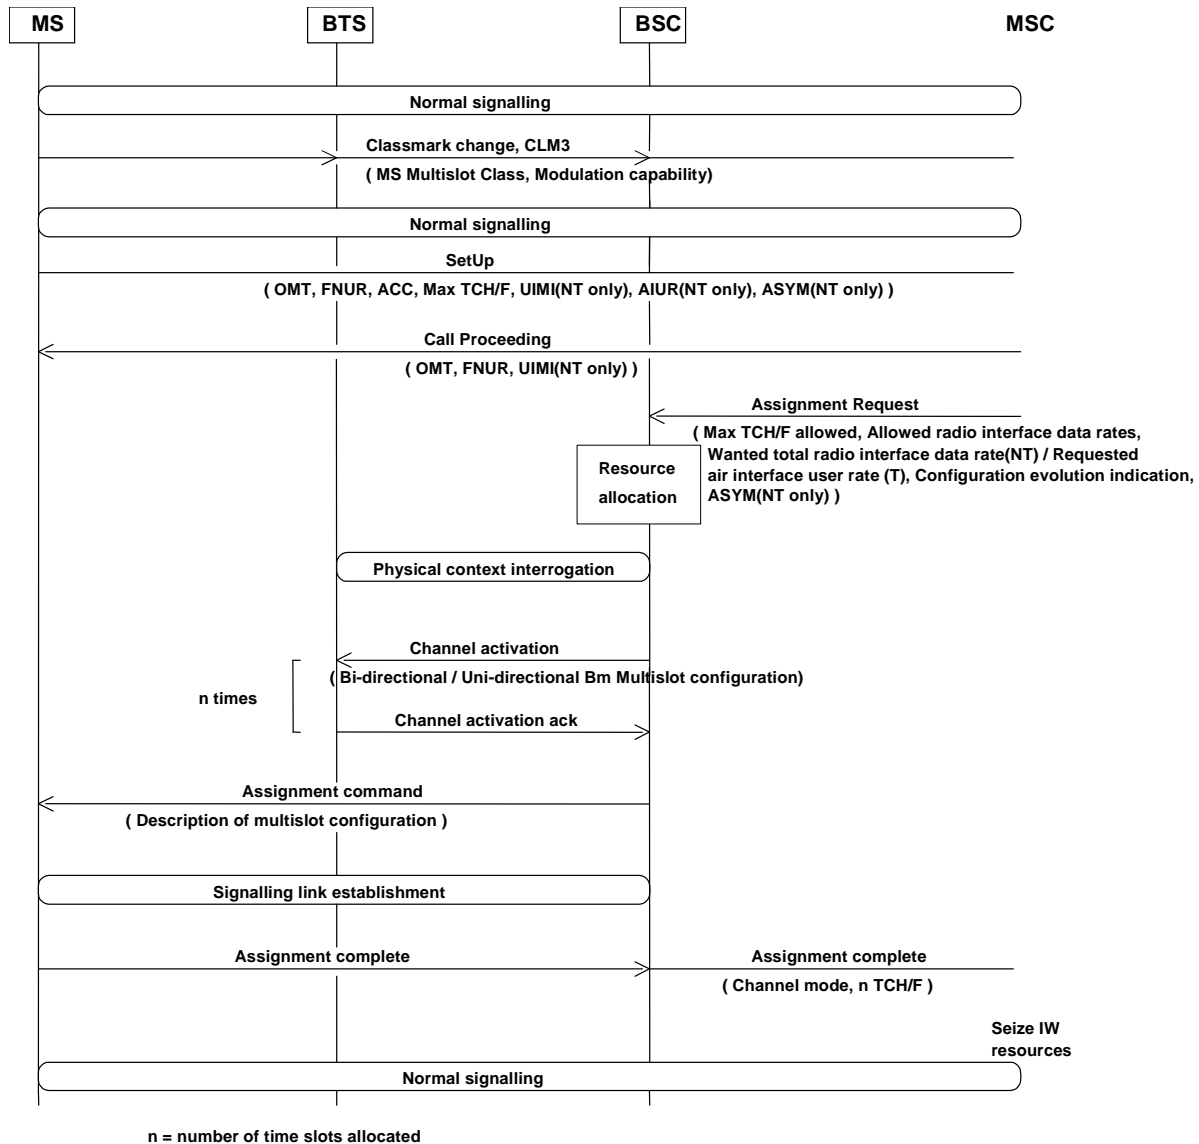 MS BTS BSC MSC
Normal signalling
Classmark change, CLM3
( MS Multislot Class, Modulation capability)
Normal signalling
SetUp
( OMT, FNUR, ACC, Max TCH/F, UIMI(NT only), AIUR(NT only), ASYM(NT only) )
Call Proceeding
( OMT, FNUR, UIMI(NT only) )
Assignment Request
( Max TCH/F allowed, Allowed radio interface data rates,
Wanted total radio interface data rate(NT) / Requested
air interface user rate (T), Configuration evolution indication,
ASYM(NT only) )
Resource
allocation
Physical context interrogation
Channel activation
( Bi-directional / Uni-directional Bm Multislot configuration)
n times
Channel activation ack
Assignment command
( Description of multislot configuration )
Signalling link establishment
Assignment complete
Assignment complete
( Channel mode, n TCH/F )
Seize IW
resources
Normal signalling
n = number of time slots allocated